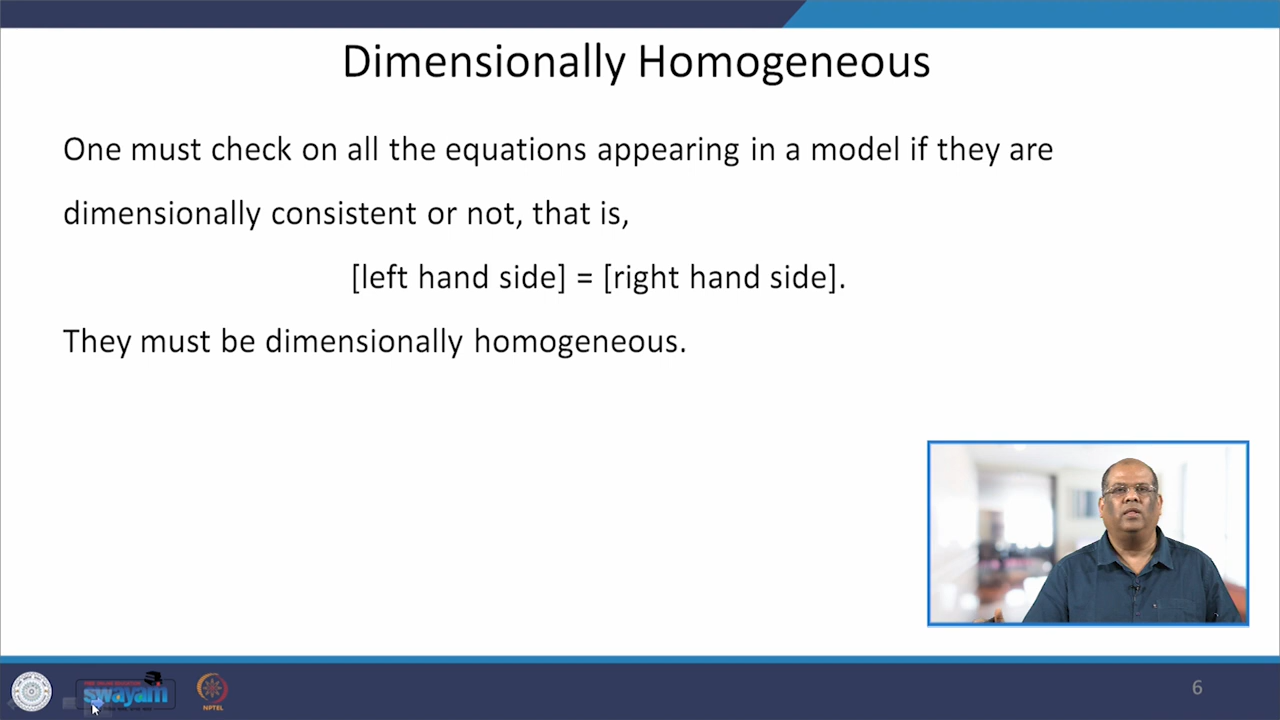 Dimensionally Homogeneous
One must check on all the equations appearing in a model if they are
dimensionally consistent or not, that is,
[left hand side] = [right hand side].
They must be dimensionally homogeneous.
swayam
NPTEL
6